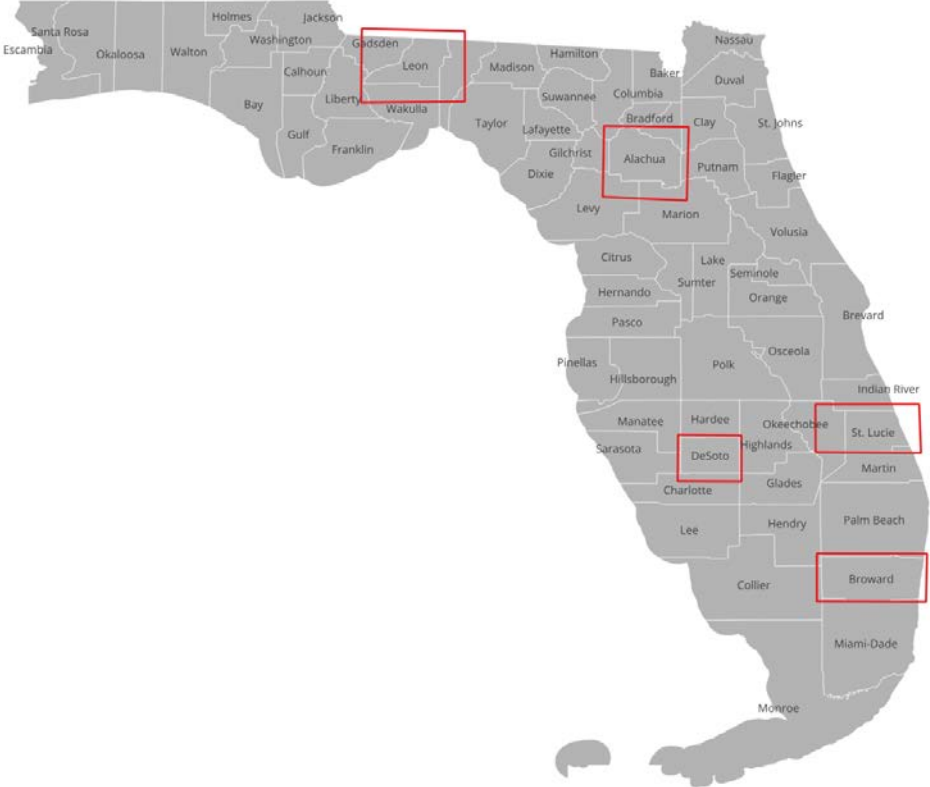 Holmes
Jackson
Santa Rosa
Escambia
Okaloosa
Walton
Washington
Gadsden
Leon
Madison
Hamilton
Nassau
Calhoun
Baker
Duval
Bay
Liberty
Wakulla
Suwannee
Columbia
Taylor
Bradford
Clay
St. Johns
Gulf
Lafayette
Franklin
Gilchrist
Alachua
Putnam
Dixie
Flagler
Levy
Marion
Volusia
Citrus
Lake
Seminole
Sumter
Hernando
Orange
Pasco
Brevard
Osceola
Pinellas
Polk
Hillsborough
Indian River
Manatee
Hardee
Okeechobee
St. Lucie
Sarasota
Highlands
DeSoto
Martin
Charlotte
Glades
Lee
Hendry
Palm Beach
Collier
Broward
Miami-Dade
Monroe